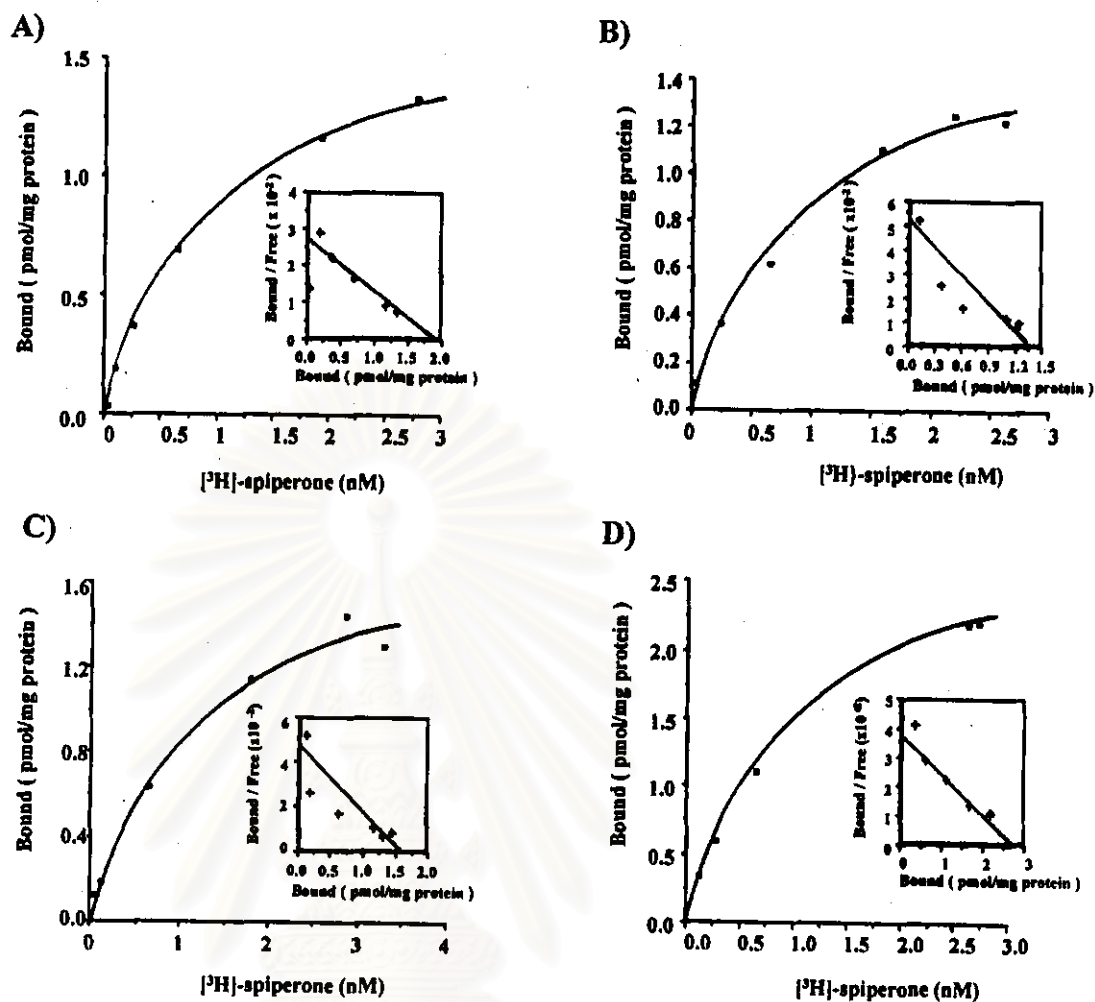 A)
Bound ( pmol/mg protein )
1.5
1.0
0.5
0.0
0 0.5 1 1.5 2 2.5 3
[³H]-spiperone (nM)
Bound / Free ( x 10⁻²)
4
3
2
1
0
0.0 0.6 1.2 2.0
Bound ( pmol/mg protein )
B)
Bound ( pmol/mg protein )
1.4
1.2
1.0
0.8
0.6
0.4
0.2
0.0
0 0.5 1 1.5 2 2.5 3
[³H}-spiperone (nM)
Bound / Free ( x10⁻²)
6
5
4
3
2
1
0
0.0 0.3 0.6 0.9 1.2 1.5
Bound ( pmol/mg protein )
C)
Bound ( pmol/mg protein )
1.6
1.2
0.8
0.4
0.0
0 1 2 3 4
[³H]-spiperone (nM)
Bound / Free (x10
6
4
2
0
0.0 0.5 1.0 1.5 2.0
Bound ( pmol/mg protein )
D)
Bound ( pmol/mg protein )
2.5
2.0
1.5
1.0
0.5
0.0
0.0 0.5 1.0 1.5 2.0 2.5 3.0
[³H]-spiperone (nM)
Bound / Free (x10
5
4
3
2
1
0
0 1 2 3
Bound ( pmol/mg protein )